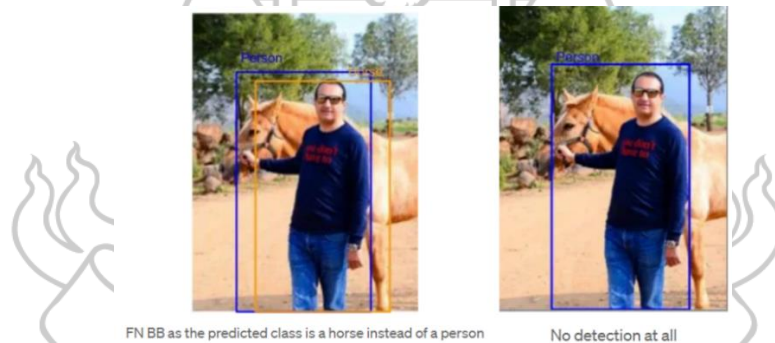 Person
Person
FN BB as the predicted class is a horse instead of a person
No detection at all